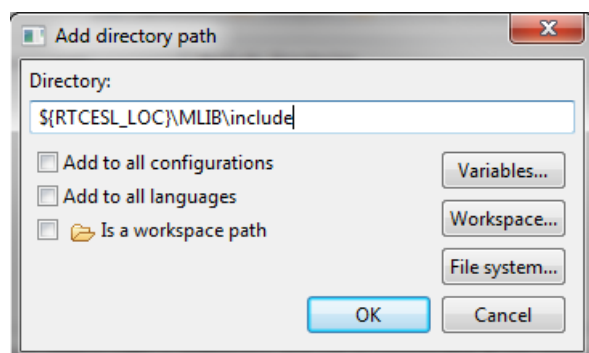 Add directory path
x
Directory:
${RTCESL_LOC}\MLIB\include
Add to all configurations
Variables...
Add to all languages
Workspace...
Is a workspace path
File system...
OK
Cancel